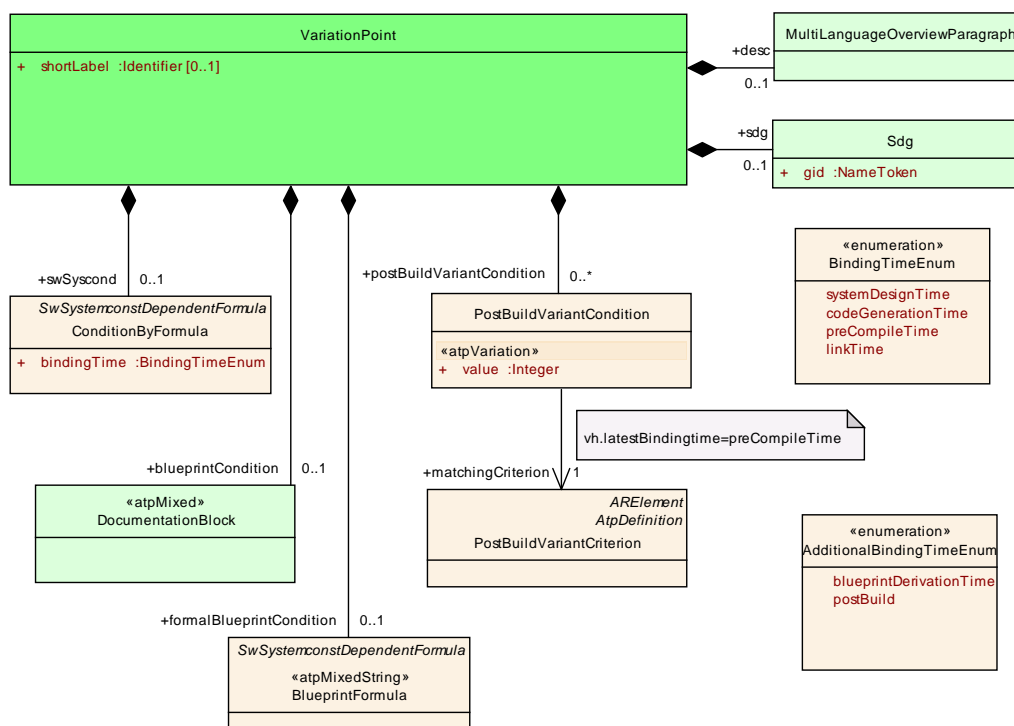 VariationPoint
+ shortLabel :Identifier [0..1]
MultiLanguageOverviewParagraph
+desc
0..1
+sdg
0..1
Sdg
+ gid :NameToken
+swSyscond 0..1
SwSystemconstDependentFormula
ConditionByFormula
+ bindingTime :BindingTimeEnum
+postBuildVariantCondition 0..*
PostBuildVariantCondition
«atpVariation»
+ value :Integer
«enumeration»
BindingTimeEnum
systemDesignTime
codeGenerationTime
preCompileTime
linkTime
vh.latestBindingtime=preCompileTime
+blueprintCondition 0..1
«atpMixed»
DocumentationBlock
+matchingCriterion 1
ARElement
AtpDefinition
PostBuildVariantCriterion
«enumeration»
AdditionalBindingTimeEnum
blueprintDerivationTime
postBuild
+formalBlueprintCondition 0..1
SwSystemconstDependentFormula
«atpMixedString»
BlueprintFormula